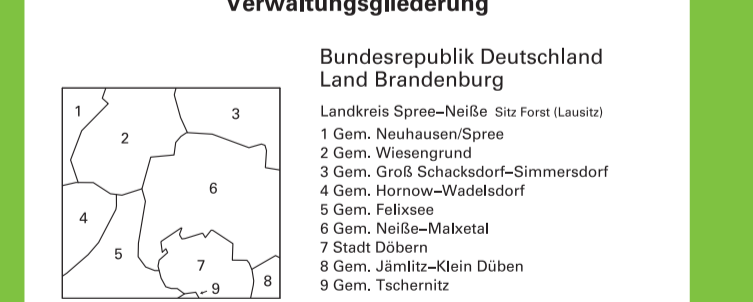 Verwaltungsgliederung
Bundesrepublik Deutschland
Land Brandenburg
Landkreis Spree–Neiße Sitz Forst (Lausitz)
1 Gem. Neuhausen/Spree
2 Gem. Wiesengrund
3 Gem. Groß Schacksdorf–Simmersdorf
4 Gem. Hornow–Wadelsdorf
5 Gem. Felixsee
6 Gem. Neiße–Malxetal
7 Stadt Döbern
8 Gem. Jämlitz–Klein Düben
9 Gem. Tschernitz
1
3
2
6
4
5
7
8
9